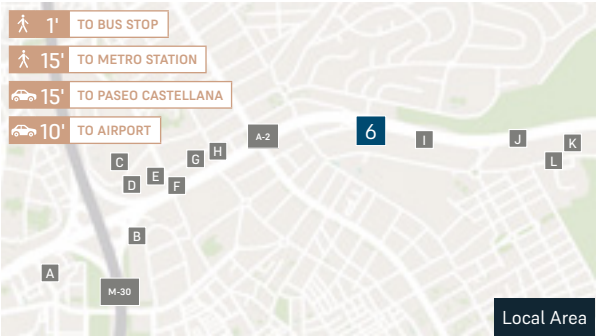 1' TO BUS STOP
15' TO METRO STATION
15' TO PASEO CASTELLANA
10' TO AIRPORT
A-2
6
I
J
K
L
H
G
C
E
D
F
B
A
M-30
Local Area